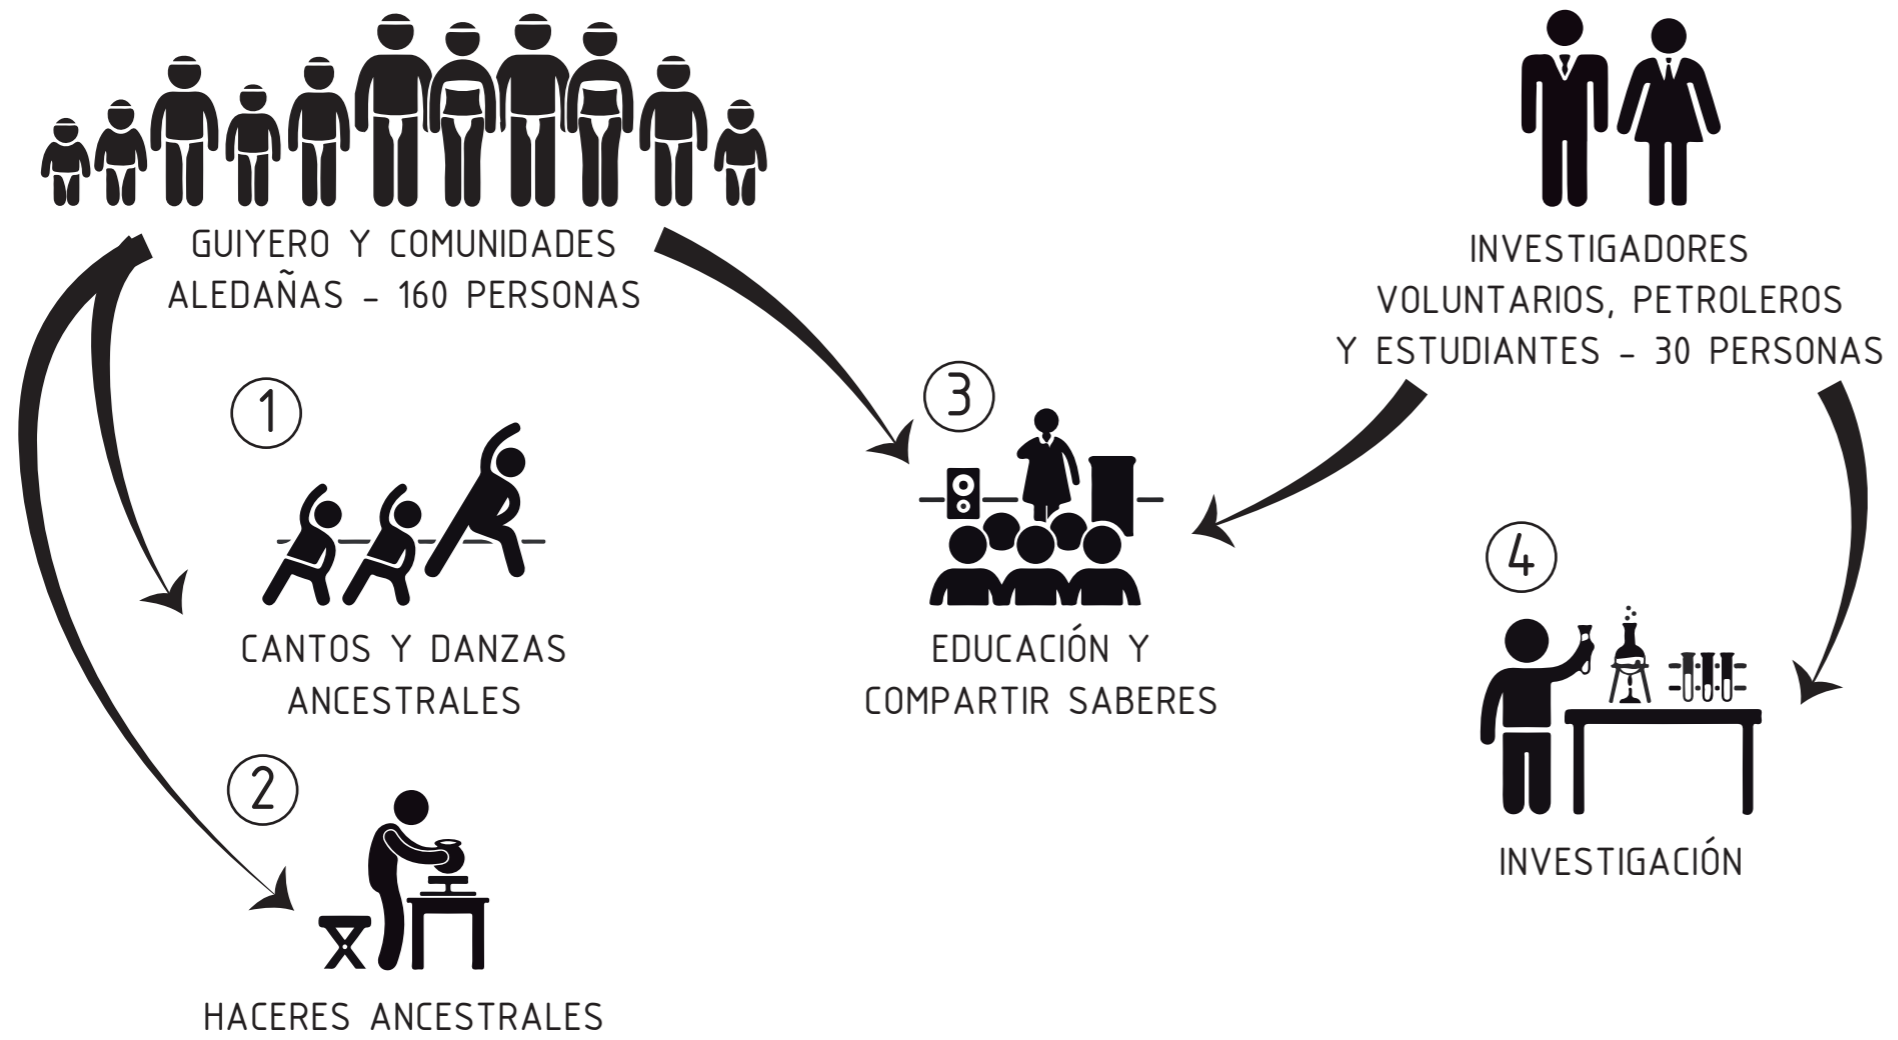 GUIYERO Y COMUNIDADES
ALEDAÑAS - 160 PERSONAS
INVESTIGADORES
VOLUNTARIOS, PETROLEROS
Y ESTUDIANTES - 30 PERSONAS
1
CANTOS Y DANZAS
ANCESTRALES
2
HACERES ANCESTRALES
3
EDUCACIÓN Y
COMPARTIR SABERES
4
INVESTIGACIÓN